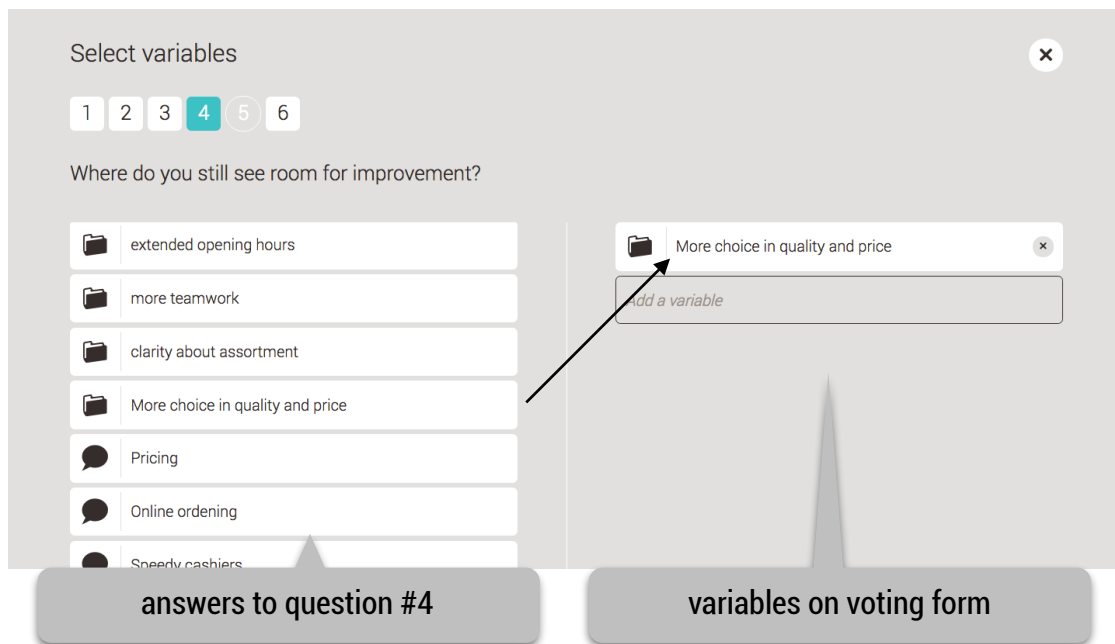 Select variables
1 2 3 4 5 6
Where do you still see room for improvement?
extended opening hours
more teamwork
clarity about assortment
More choice in quality and price
Pricing
Online ordening
Speedy cashiers
More choice in quality and price
Add a variable
answers to question #4
variables on voting form